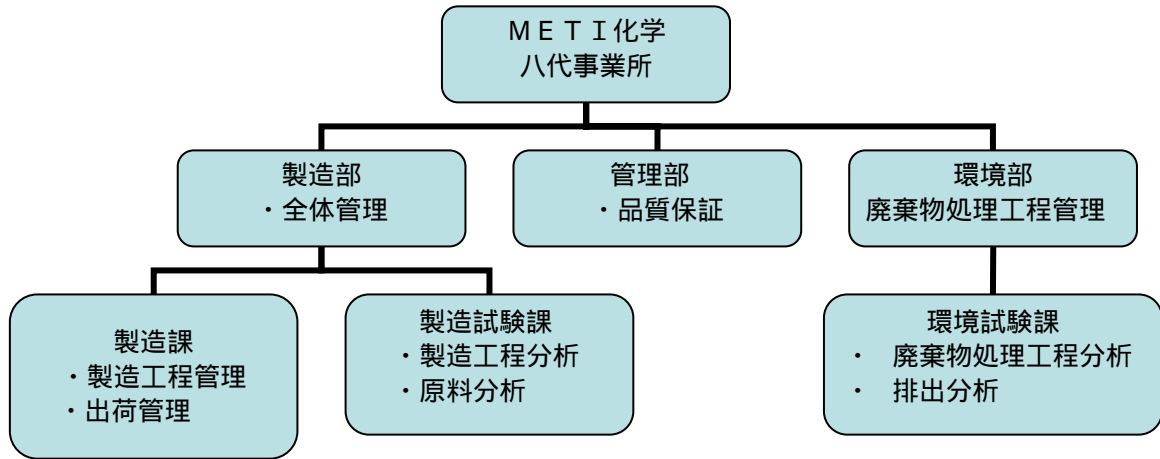 ＭＥＴＩ化学
八代事業所
製造部
・全体管理
管理部
・品質保証
環境部
廃棄物処理工程管理
製造課
・製造工程管理
・出荷管理
製造試験課
・製造工程分析
・原料分析
環境試験課
・ 廃棄物処理工程分析
・ 排出分析